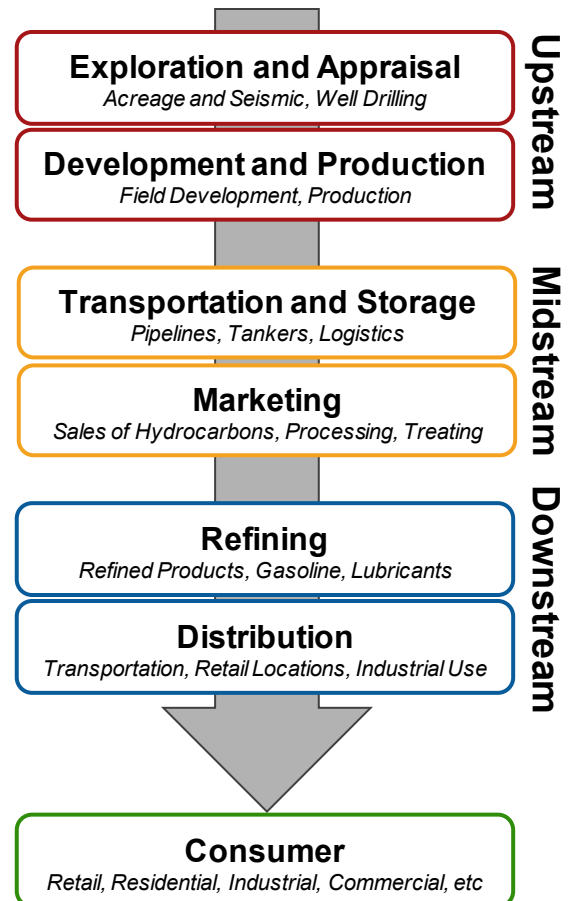 Exploration and Appraisal
Acreage and Seismic, Well Drilling
Development and Production
Field Development, Production
Upstream
Transportation and Storage
Pipelines, Tankers, Logistics
Marketing
Sales of Hydrocarbons, Processing, Treating
Midstream
Refining
Refined Products, Gasoline, Lubricants
Distribution
Transportation, Retail Locations, Industrial Use
Downstream
Consumer
Retail, Residential, Industrial, Commercial, etc